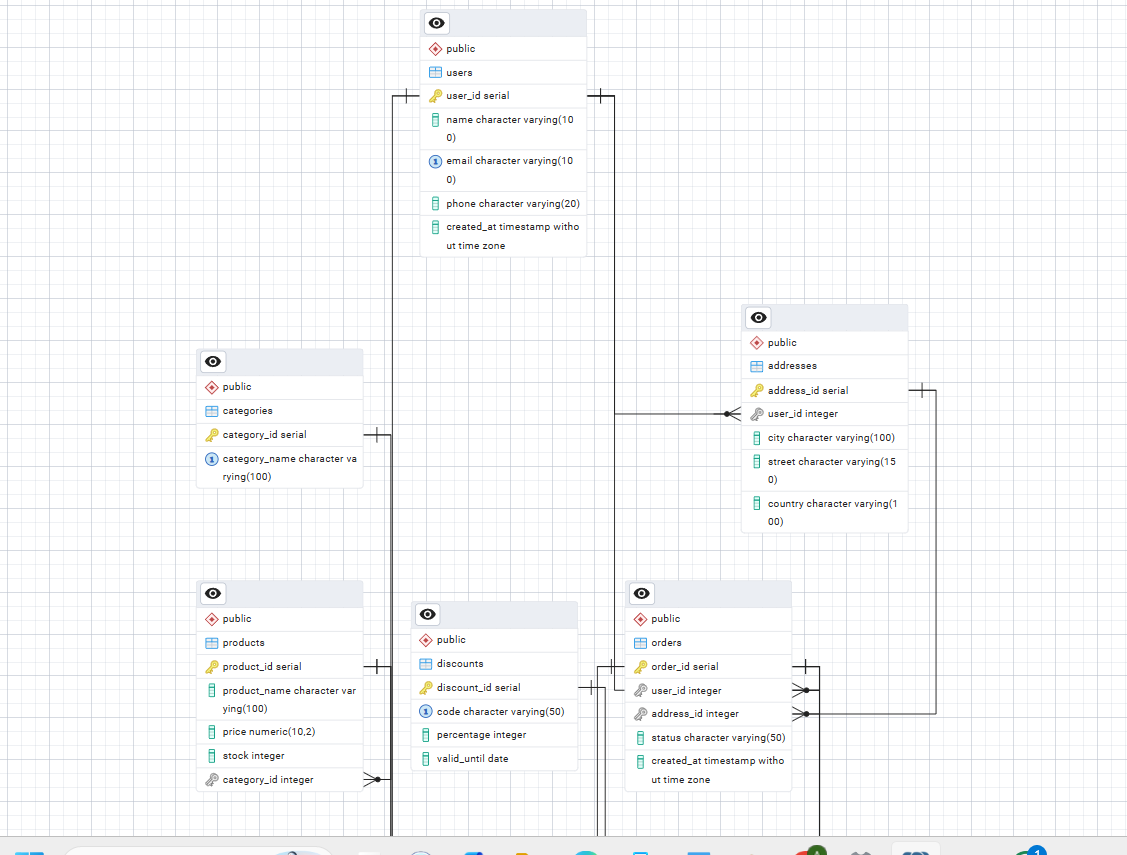 public
users
user_id serial
name character varying(10
0)
email character varying(10
0)
phone character varying(20)
created_at timestamp witho
ut time zone
public
addresses
address_id serial
user_id integer
city character varying(100)
street character varying(15
0)
country character varying(1
00)
public
categories
category_id serial
category_name character va
rying(100)
public
products
product_id serial
product_name character var
ying(100)
price numeric(10,2)
stock integer
category_id integer
public
discounts
discount_id serial
code character varying(50)
percentage integer
valid_until date
public
orders
order_id serial
user_id integer
address_id integer
status character varying(50)
created_at timestamp witho
ut time zone